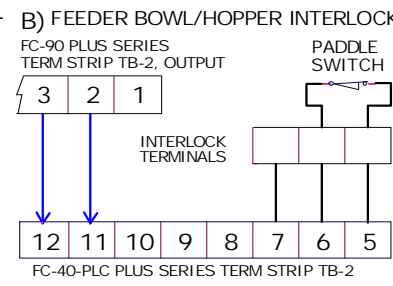 B) FEEDER BOWL/HOPPER INTERLOCK
FC-90 PLUS SERIES
TERM STRIP TB-2, OUTPUT
PADDLE
SWITCH
3 2 1
INTERLOCK
TERMINALS
12 11 10 9 8 7 6 5
FC-40-PLC PLUS SERIES TERM STRIP TB-2